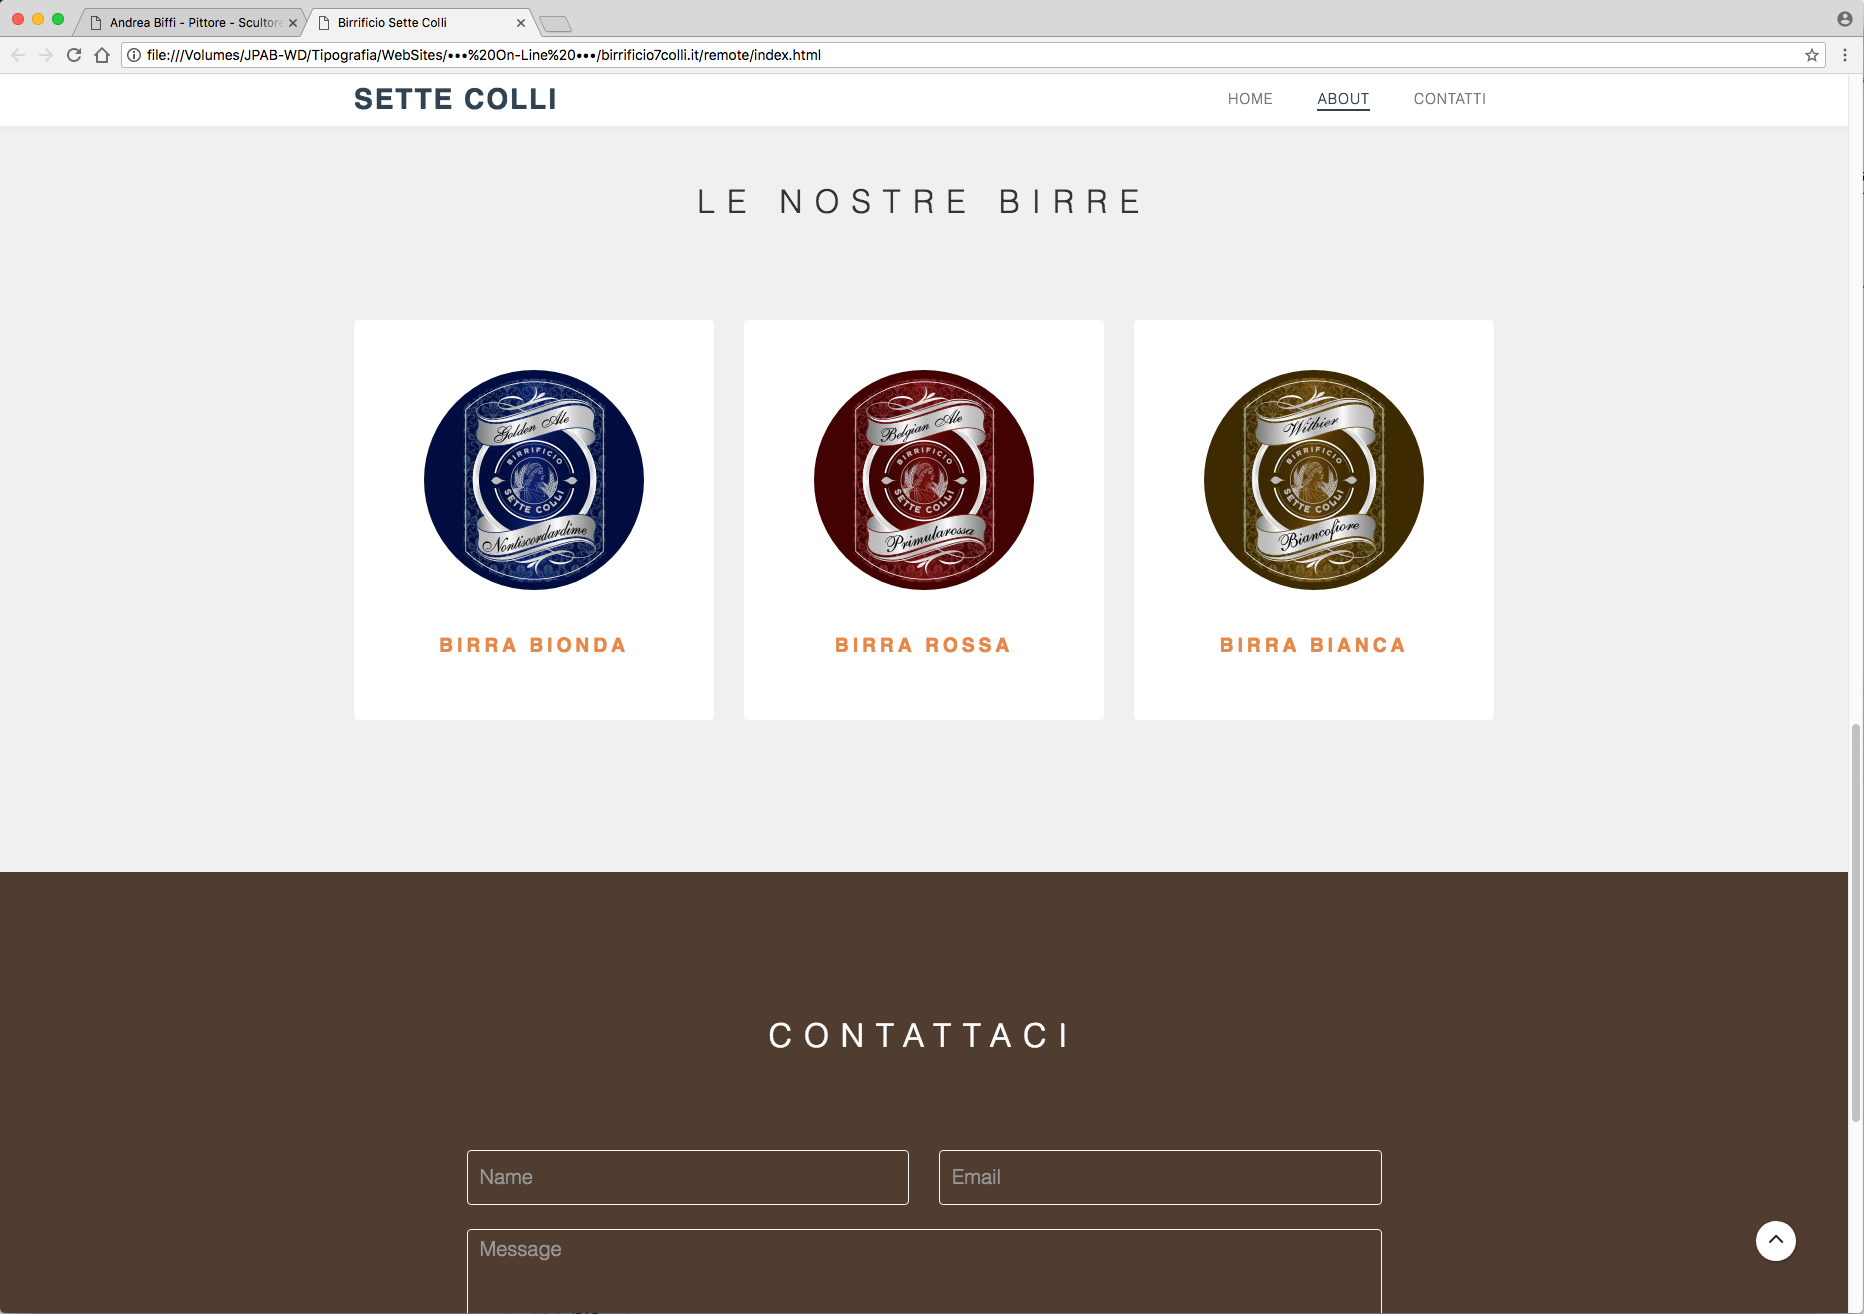 Andrea Biffi - Pittore - Scultore
Birrificio Sette Colli
file:///Volumes/JPAB-WD/Tipografia/WebSites/•••%20On-Line%20•••/birrificio7colli.it/remote/index.html
SETTE COLLI
HOME
ABOUT
CONTATTI
LE NOSTRE BIRRE
Golden Ale
BIRRIFICIO
SETTE COLLI
Nontiscordardime
Belgian Ale
BIRRIFICIO
SETTE COLLI
Primularossa
Witbier
BIRRIFICIO
SETTE COLLI
Biancofiore
BIRRA BIONDA
BIRRA ROSSA
BIRRA BIANCA
CONTATTACI
Name
Email
Message